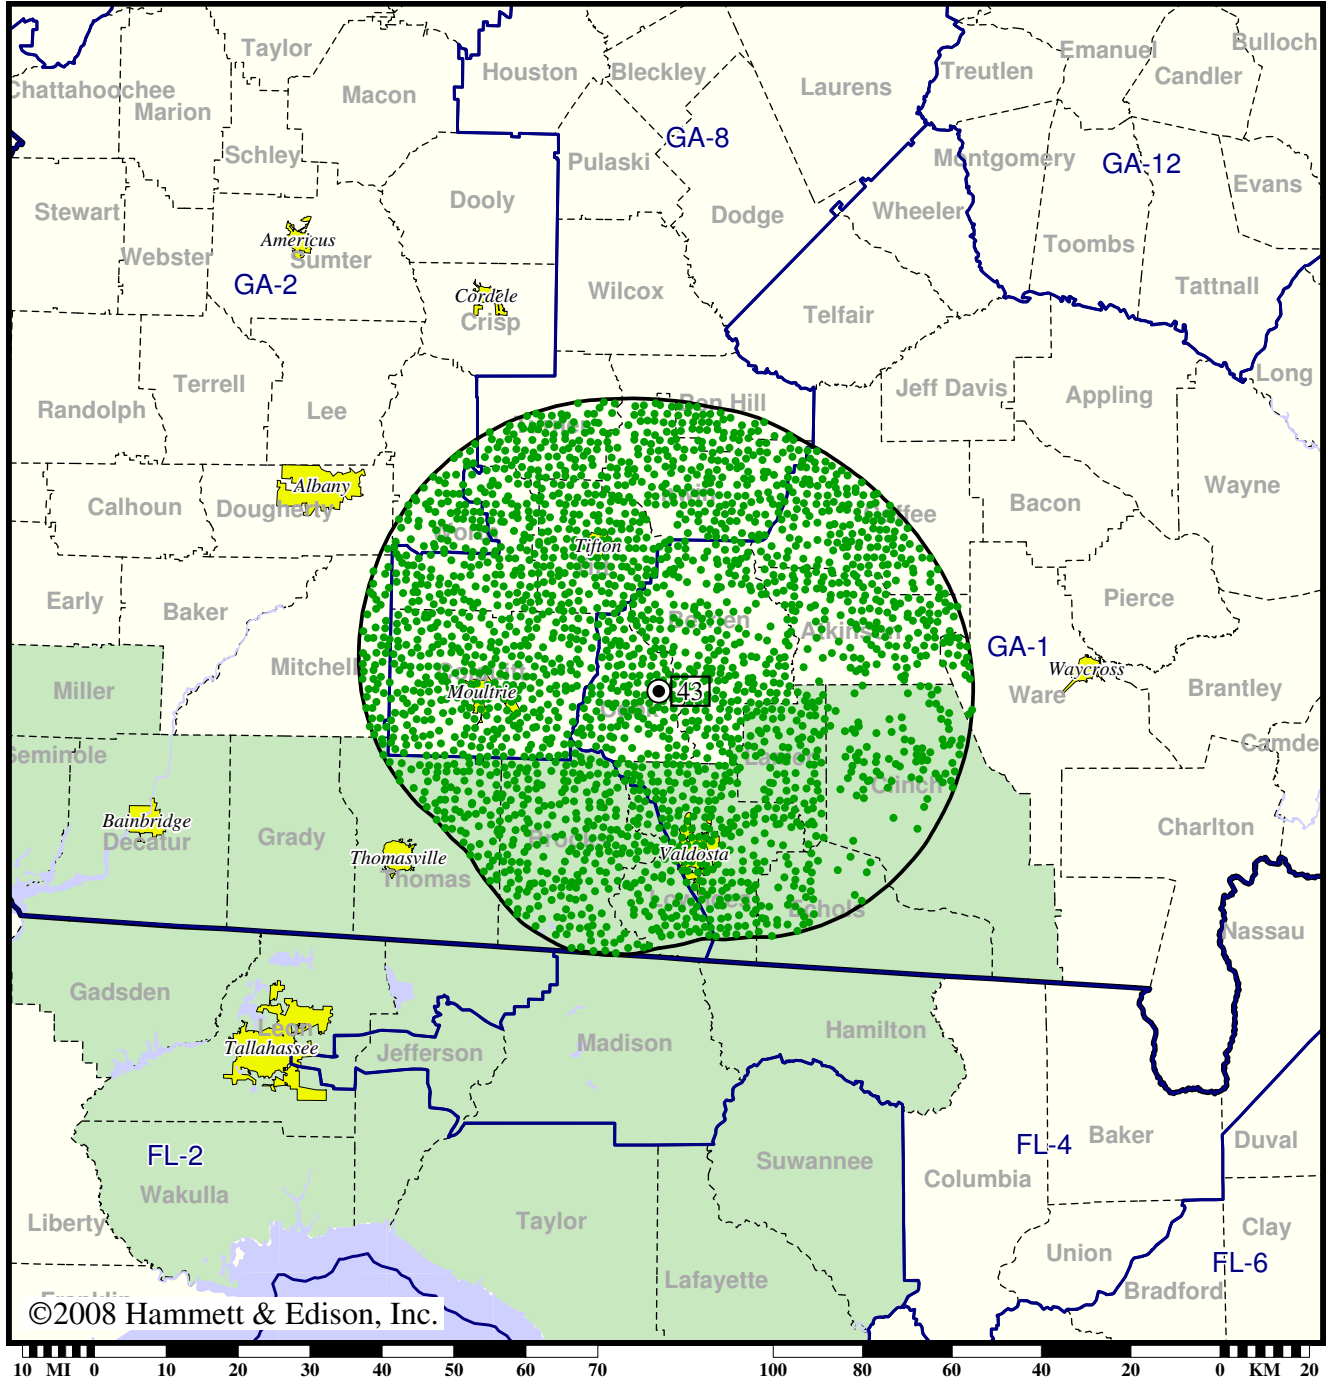 Taylor
Houston
Bleckley
Emanuel
Bulloch
Chattahoochee
Macon
Laurens
Treutlen
Candler
Marion
GA-8
GA-12
Schley
Pulaski
Montgomery
Stewart
Dooly
Dodge
Wheeler
Evans
Americus
Webster
Sumter
Toombs
GA-2
Cordele
Wilcox
Tattnall
Crisp
Telfair
Terrell
Jeff Davis
Long
Randolph
Lee
Ben Hill
Appling
Albany
Calhoun
Dougherty
Bacon
Wayne
Tifton
Early
Baker
Pierce
Atkinson
GA-1
Mitchell
Waycross
Miller
Moultrie
43
Ware
Brantley
Seminole
Camde
Clinch
Bainbridge
Decatur
Grady
Thomasville
Thomas
Valdosta
Charlton
Echols
Nassau
Gadsden
Leon
Tallahassee
Jefferson
Madison
Hamilton
FL-2
FL-4
Baker
Duval
Wakulla
Suwannee
Columbia
Liberty
Taylor
Clay
Union
FL-6
Lafayette
Bradford
Franklin
©2008 Hammett & Edison, Inc.
10 MI 0 10 20 30 40 50 60 70 100 80 60 40 20 0 KM 20